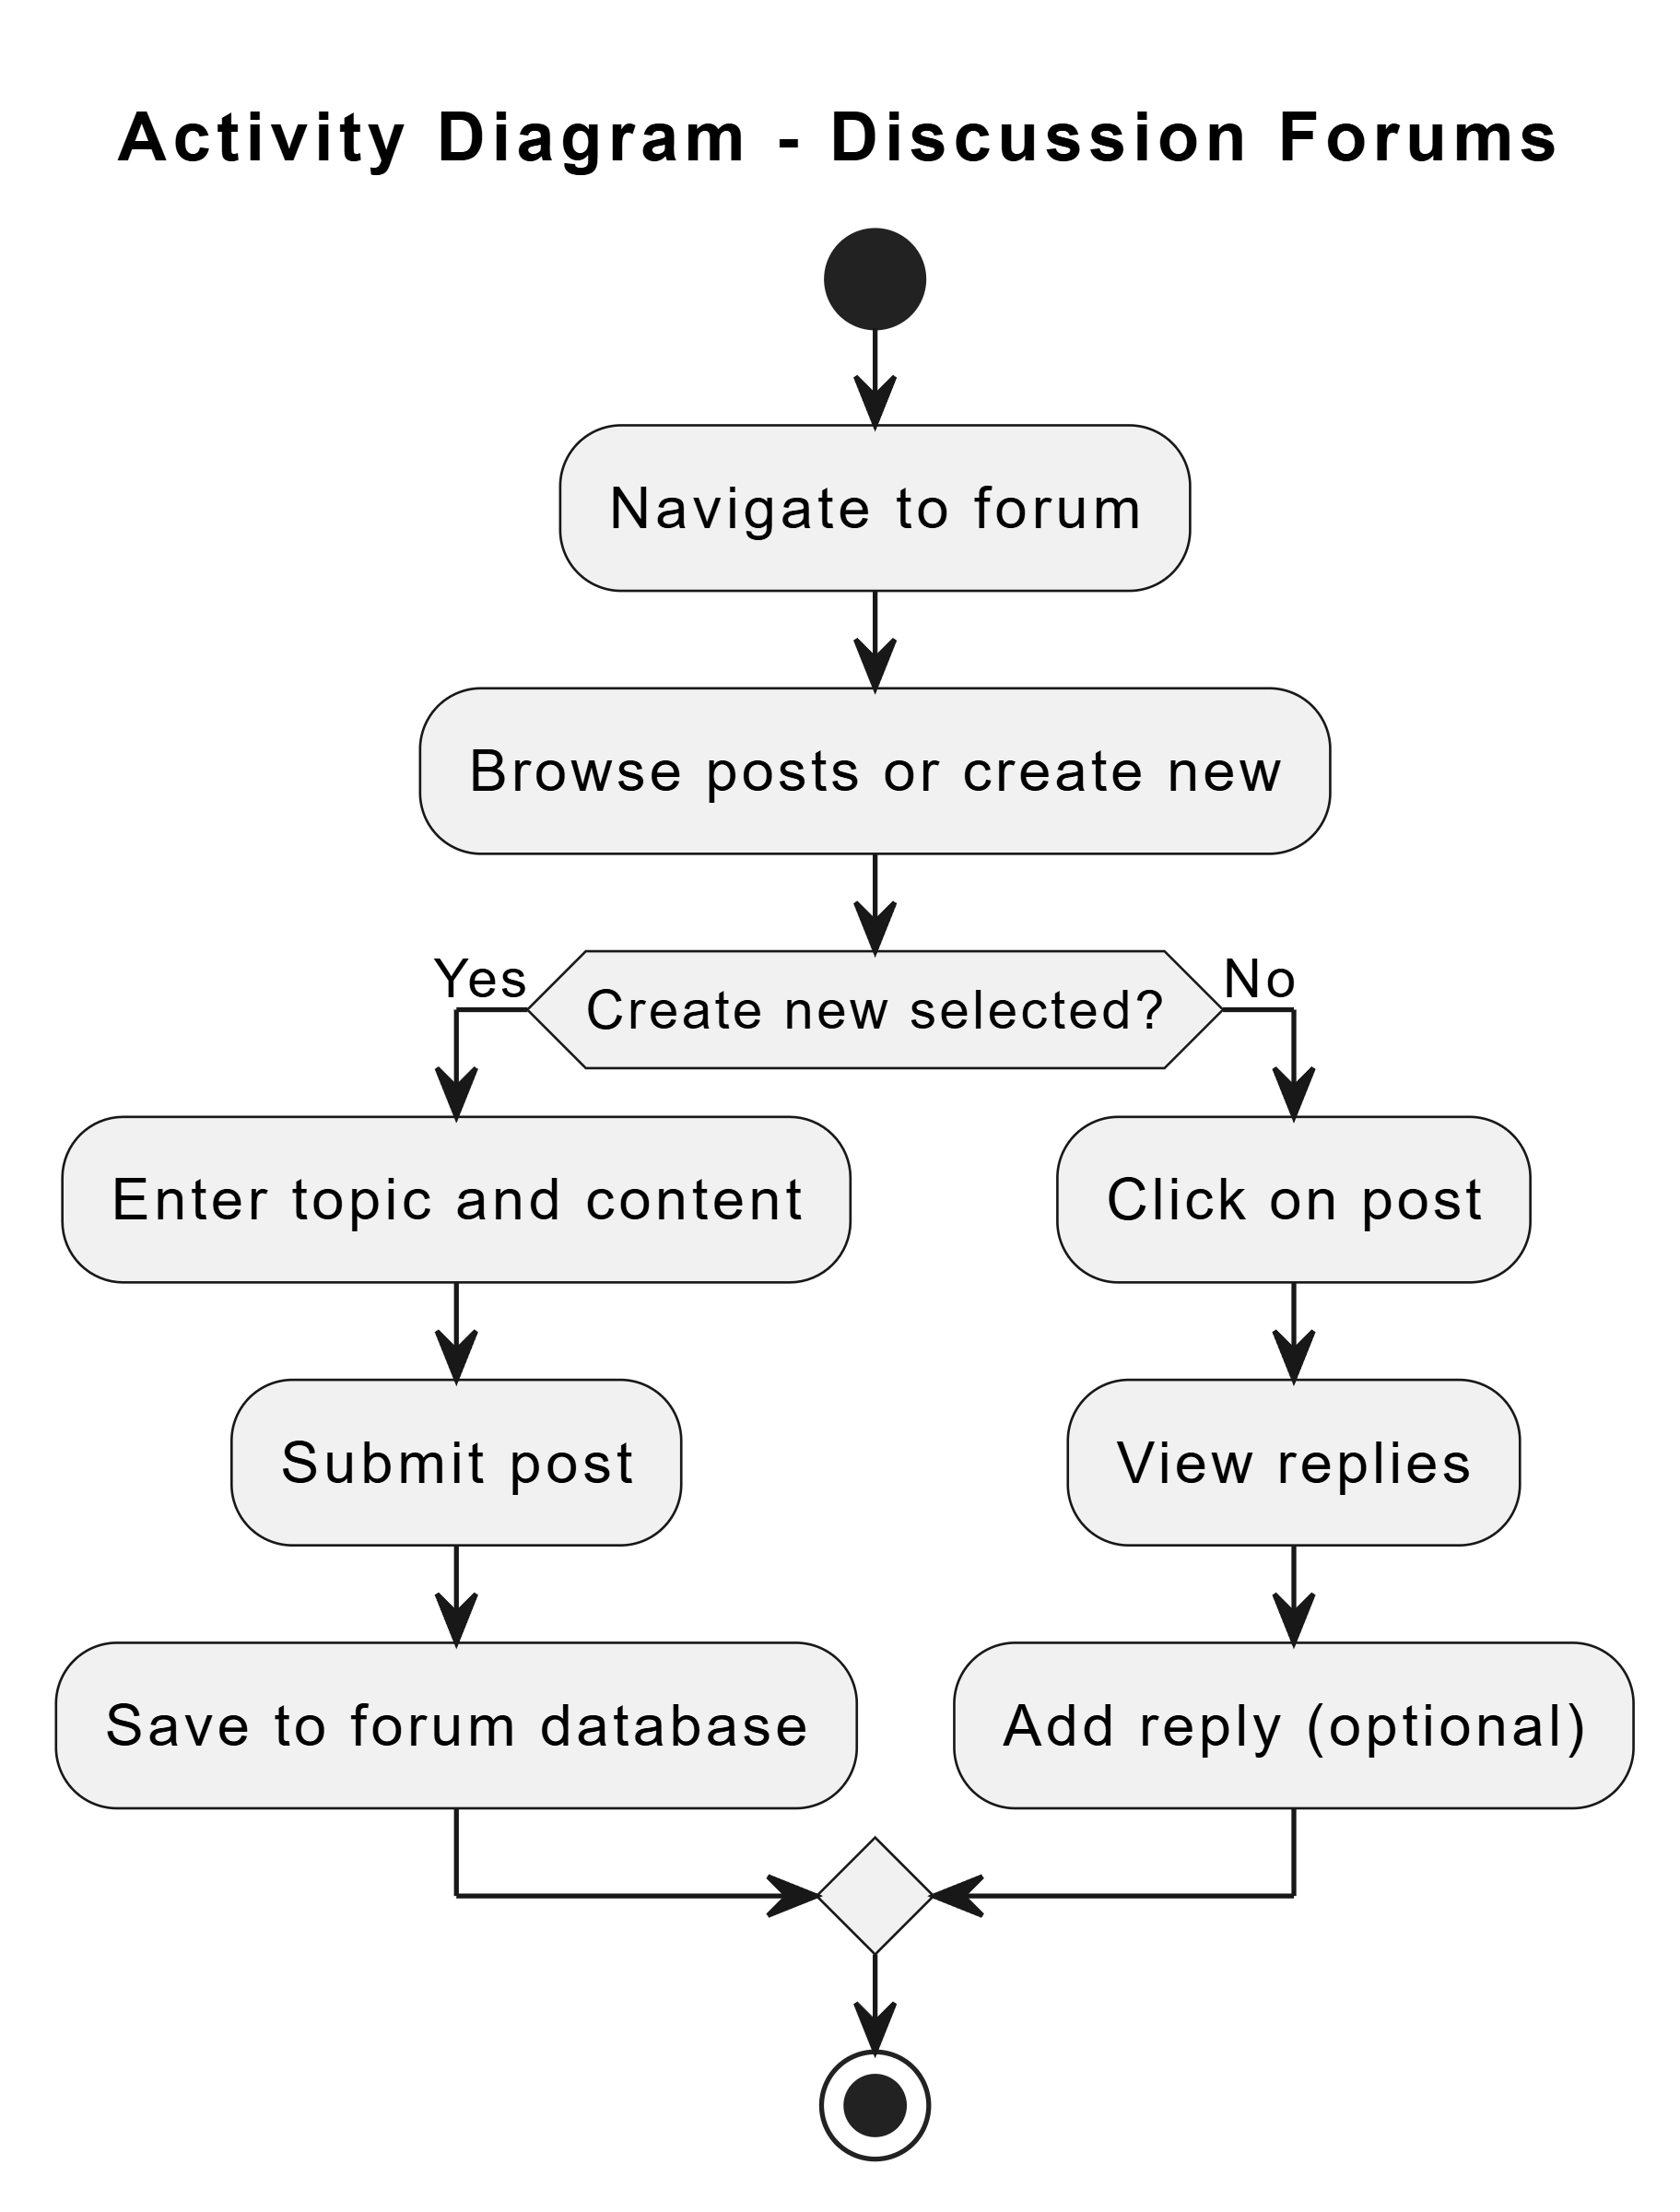 Activity Diagram - Discussion Forums
Navigate to forum
Browse posts or create new
Yes
Create new selected?
No
Enter topic and content
Click on post
Submit post
View replies
Save to forum database
Add reply (optional)